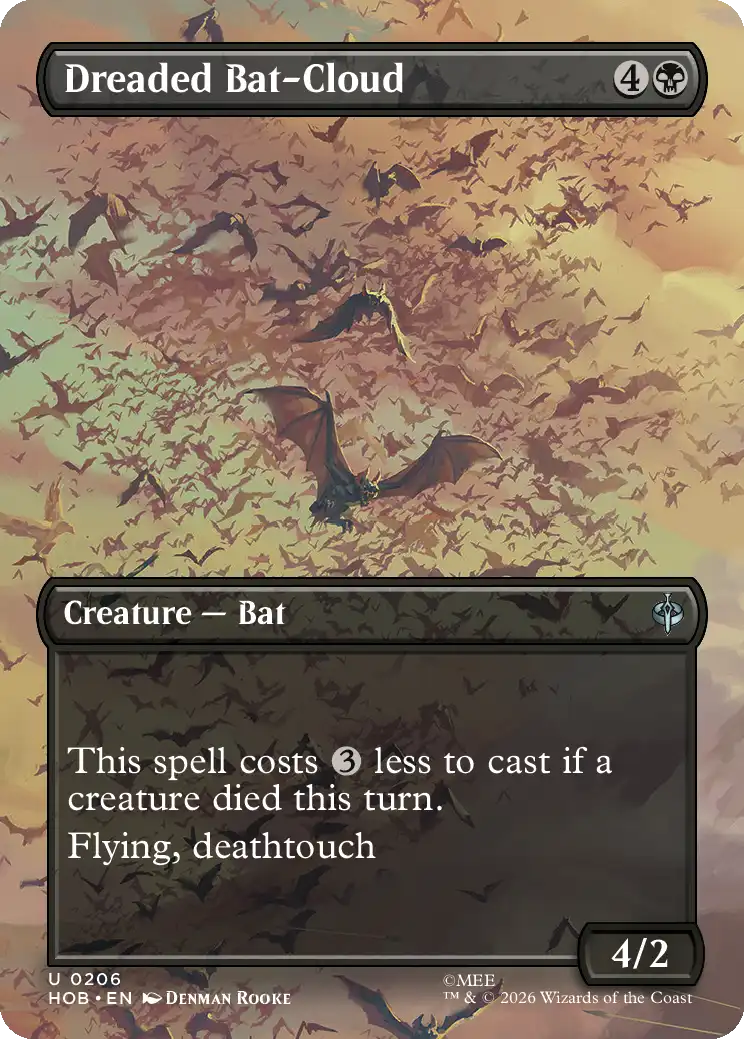 Dreaded Bat-Cloud 4
Creature — Bat
This spell costs 3 less to cast if a
creature died this turn.
Flying, deathtouch
4/2
U 0206
HOB • EN Denman Rooke
©MEE
™ & © 2026 Wizards of the Coast